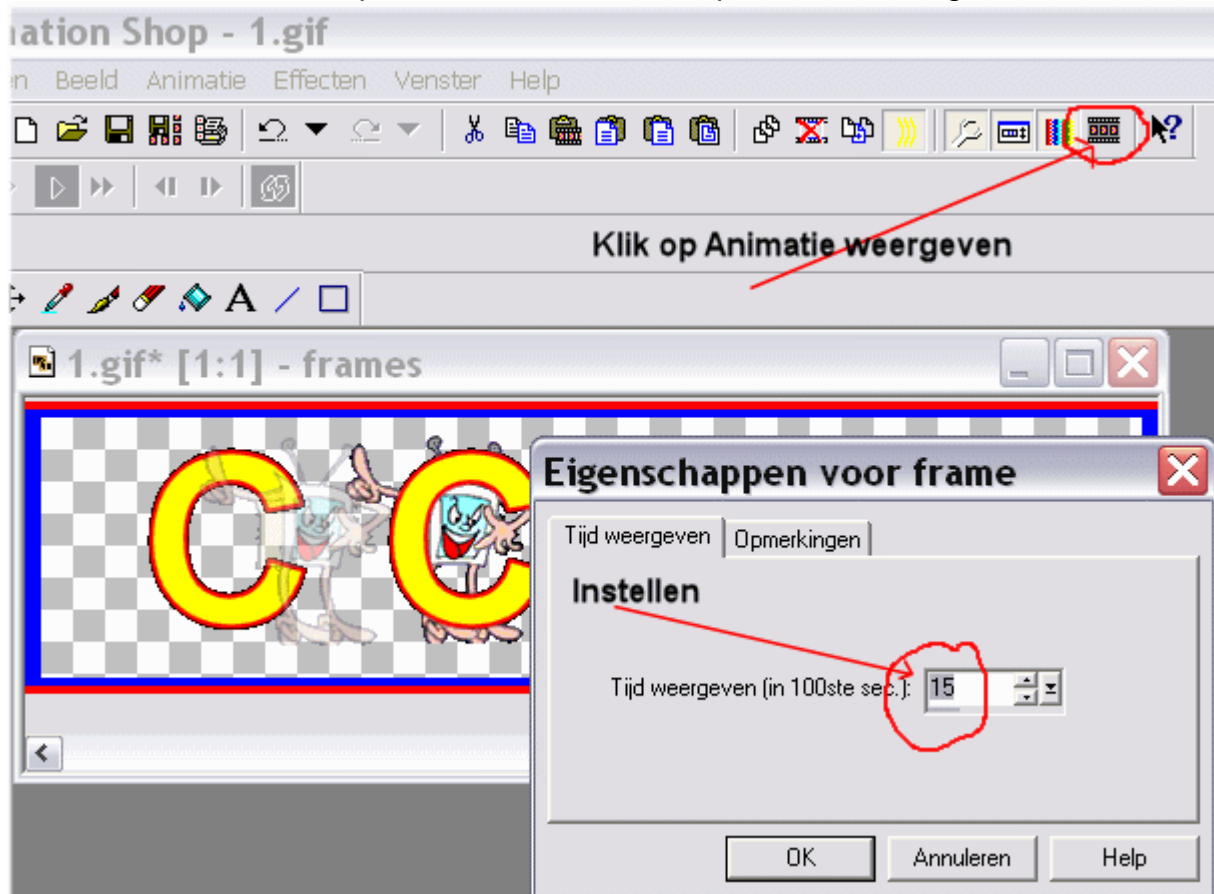 ation Shop - 1.gif
en Beeld Animatie Effecten Venster Help
Klik op Animatie weergeven
A
1.gif* [1:1] - frames
C C
Eigenschappen voor frame
Tijd weergeven Opmerkingen
Instellen
Tijd weergeven (in 100ste sec.): 15
OK Annuleren Help